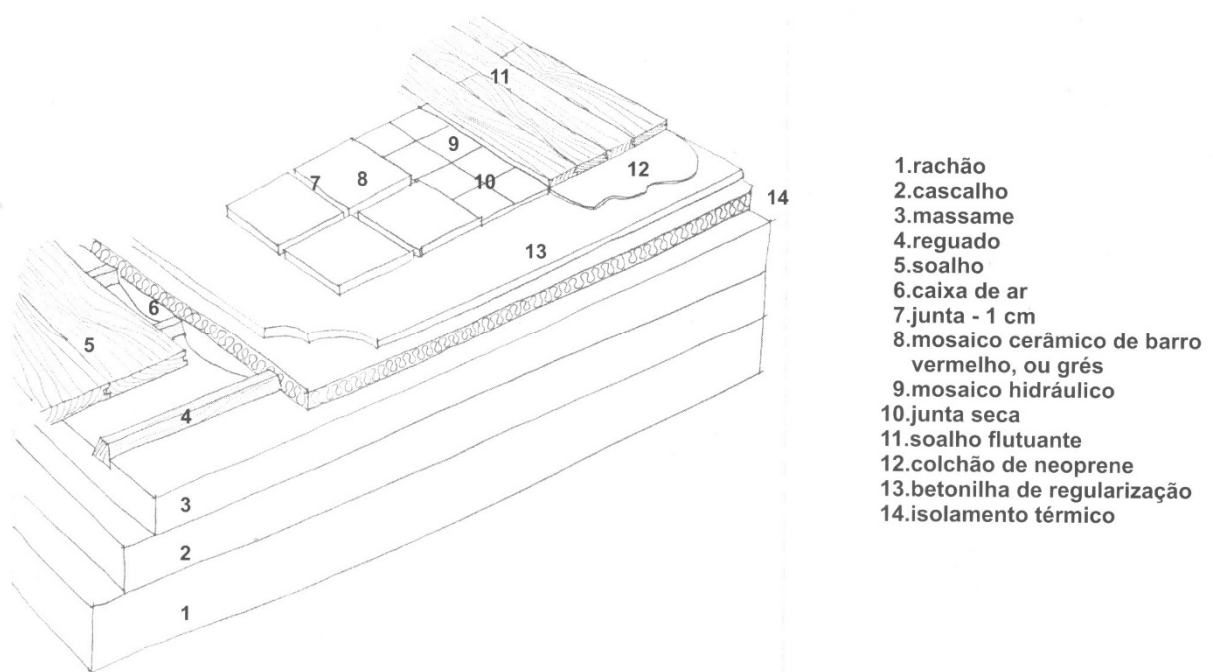 11
9
7
8
10
12
14
13
6
5
4
3
2
1
1.rachão
2.cascalho
3.massame
4.reguado
5.soalho
6.caixa de ar
7.junta - 1 cm
8.mosaico cerâmico de barro
vermelho, ou grés
9.mosaico hidráulico
10.junta seca
11.soalho flutuante
12.colchão de neoprene
13.betonilha de regularização
14.isolamento térmico